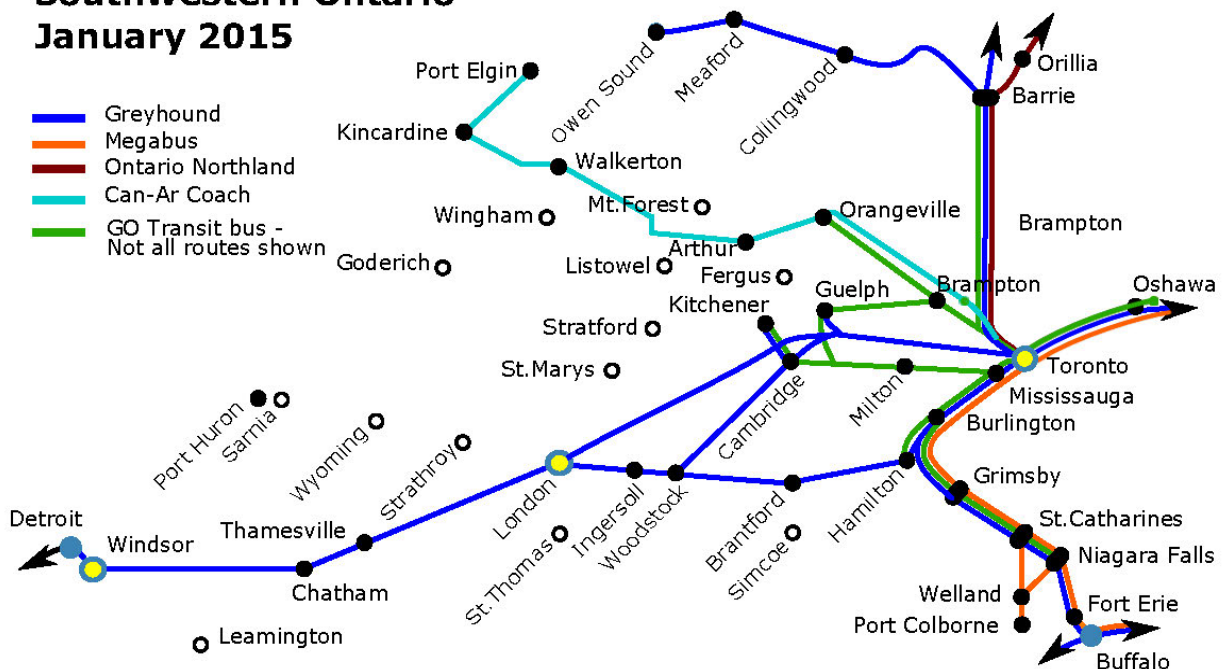 Southwestern Ontario
January 2015
Greyhound
Megabus
Ontario Northland
Can-Ar Coach
GO Transit bus -
Not all routes shown
Port Elgin
Owen Sound
Meaford
Collingwood
Orillia
Barrie
Kincardine
Walkerton
Wingham
Mt.Forest
Orangeville
Brampton
Goderich
Listowel
Arthur
Fergus
Guelph
Brampton
Oshawa
Kitchener
Stratford
St.Marys
Cambridge
Milton
Toronto
Mississauga
Burlington
Port Huron
Sarnia
Wyoming
Strathroy
London
Ingersoll
Woodstock
Brantford
Hamilton
Grimsby
St.Catharines
Niagara Falls
Detroit
Windsor
Thamesville
Chatham
St.Thomas
Simcoe
Welland
Port Colborne
Fort Erie
Buffalo
Leamington